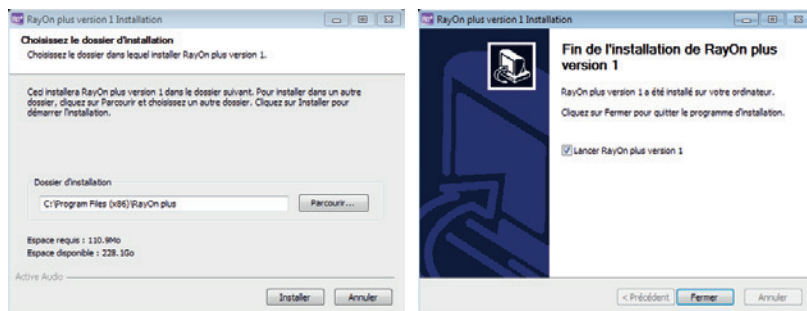 RayOn plus version 1 Installation
Choisissez le dossier d'installation
Choisissez le dossier dans lequel installer RayOn plus version 1.
Ceci installera RayOn plus version 1 dans le dossier suivant. Pour installer dans un autre
dossier, cliquez sur Parcourir et choisissez un autre dossier. Cliquez sur Installer pour
démarrer l'installation.
Dossier d'installation
C:\Program Files (x86)\RayOn plus
Parcourir...
Espace requis : 110.9Mo
Espace disponible : 228.1Go
Active Audio
Installer
Annuler
RayOn plus version 1 Installation
Fin de l'installation de RayOn plus
version 1
RayOn plus version 1 a été installé sur votre ordinateur.
Cliquez sur Fermer pour quitter le programme d'installation.
Lancer RayOn plus version 1
< Précédent
Fermer
Annuler